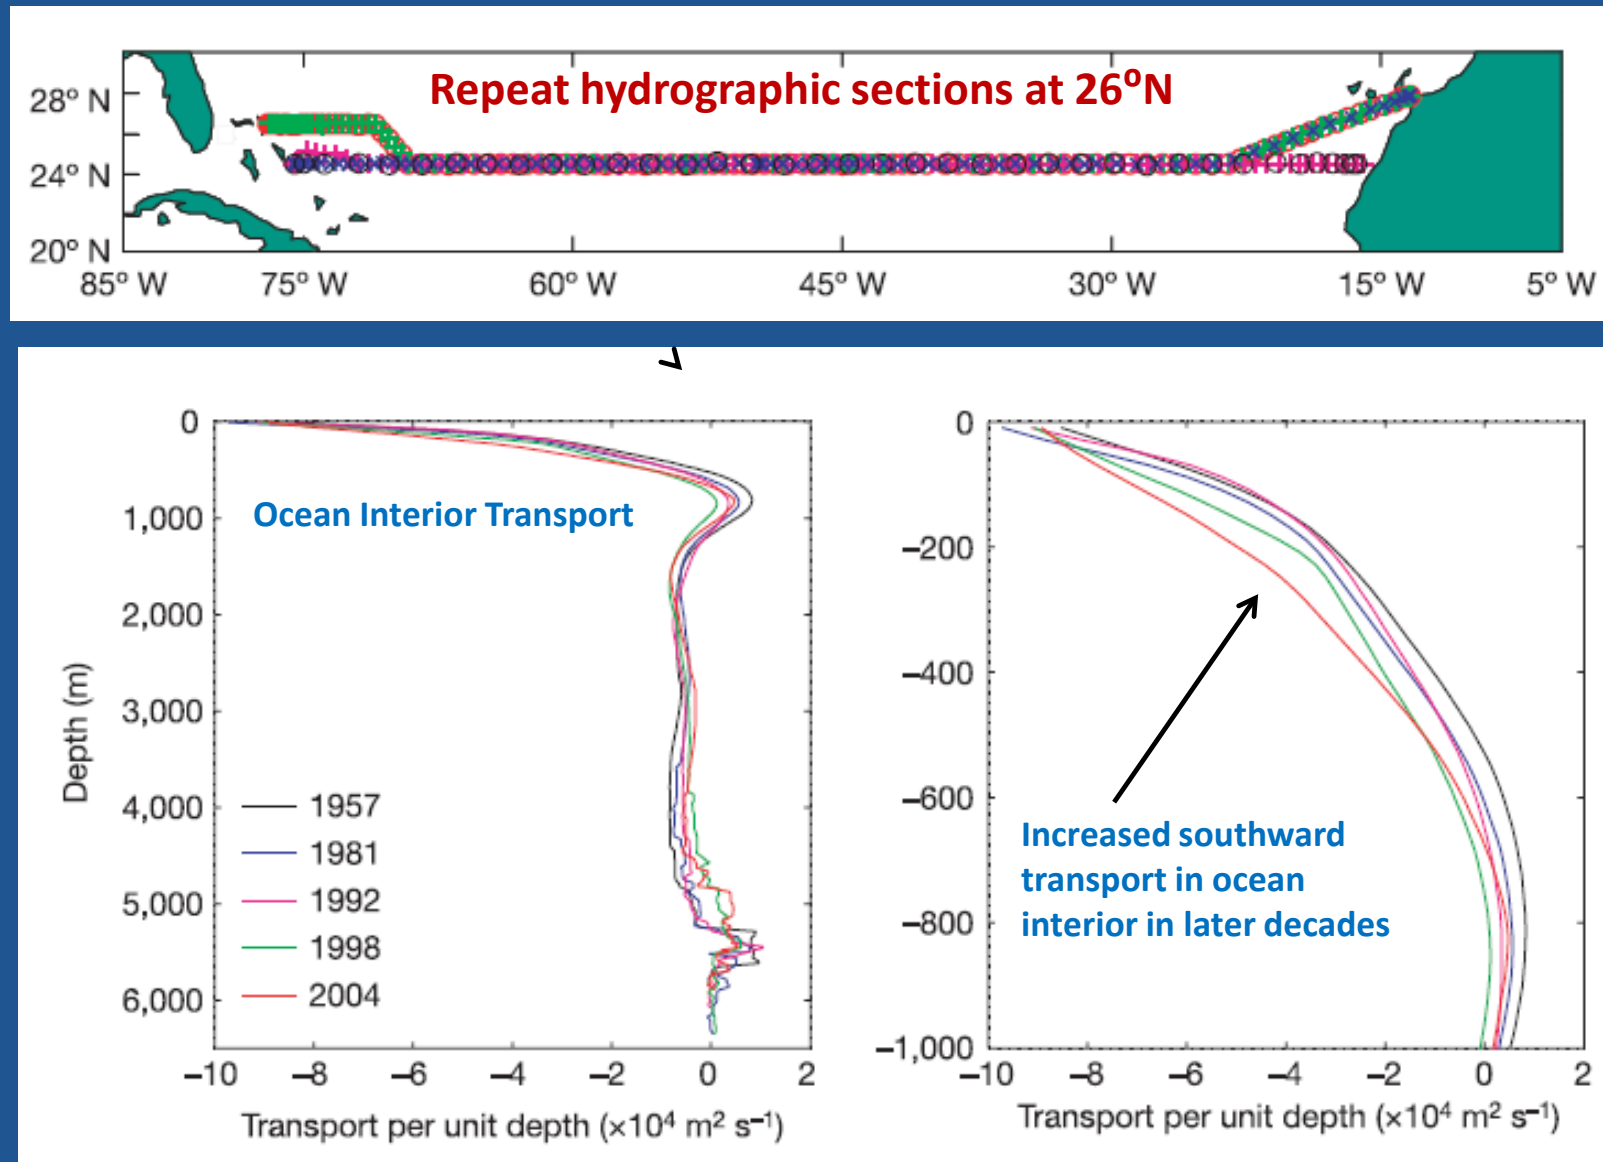 Repeat hydrographic sections at 26⁰N
28° N
24° N
20° N
85° W
75° W
60° W
45° W
30° W
15° W
5° W
0
1,000
2,000
3,000
4,000
5,000
6,000
Depth (m)
Ocean Interior Transport
1957
1981
1992
1998
2004
–10
–8
–6
–4
–2
0
2
Transport per unit depth (×10⁴ m² s⁻¹)
0
–200
–400
–600
–800
–1,000
Increased southward
transport in ocean
interior in later decades
–10
–8
–6
–4
–2
0
2
Transport per unit depth (×10⁴ m² s⁻¹)